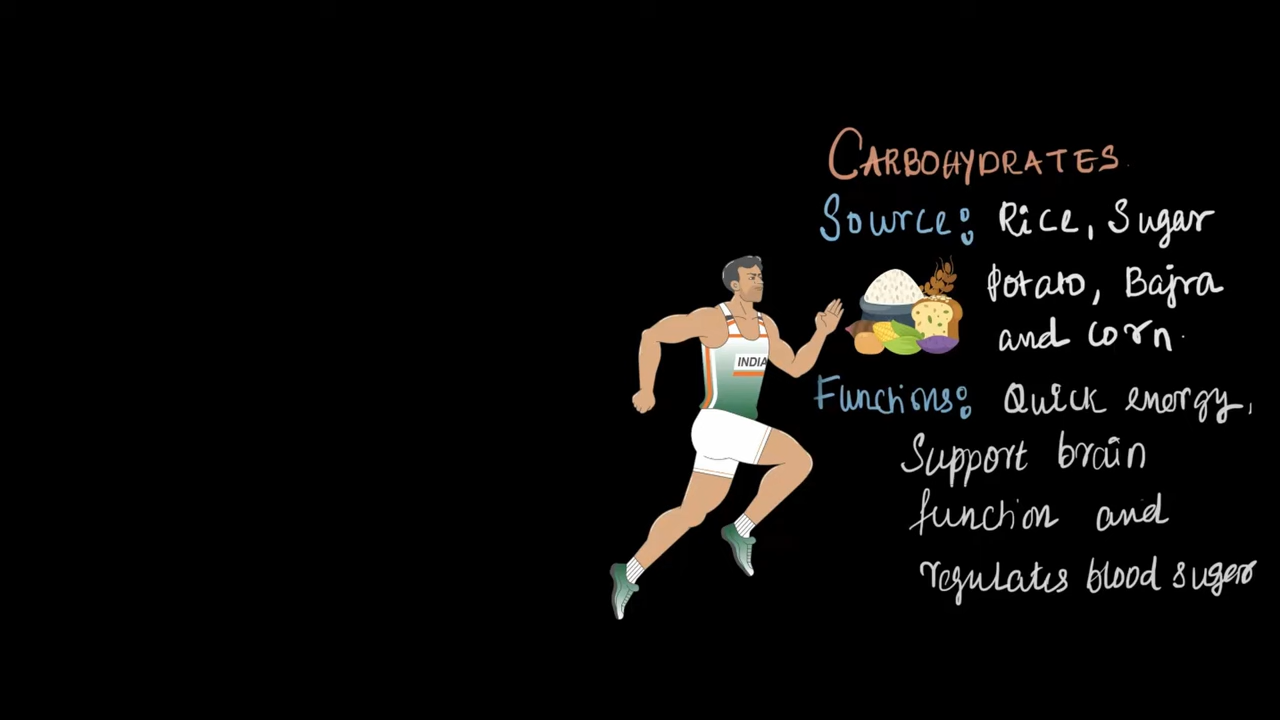 CARBOHYDRATES.
Source: Rice, Sugar
Potato, Bajra
and corn.
INDIA
Functions: Quick energy,
Support brain
function and
regulates blood sugar